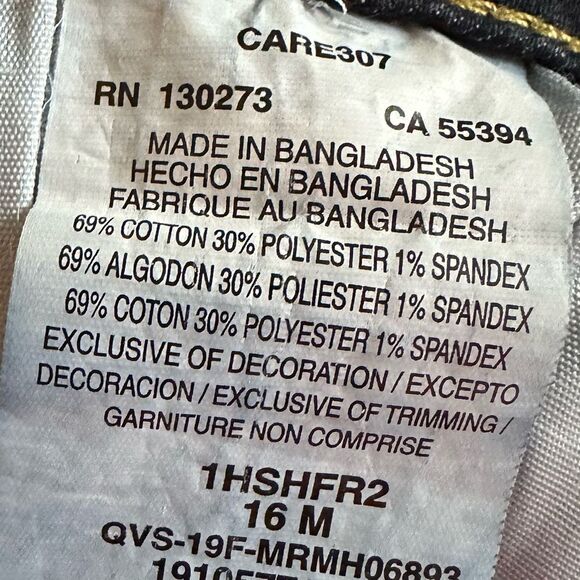 CARE307
RN 130273 CA 55394
MADE IN BANGLADESH
HECHO EN BANGLADESH
FABRIQUE AU BANGLADESH
69% COTTON 30% POLYESTER 1% SPANDEX
69% ALGODON 30% POLIESTER 1% SPANDEX
69% COTON 30% POLYESTER 1% SPANDEX
EXCLUSIVE OF DECORATION / EXCEPTO
DECORACION / EXCLUSIVE OF TRIMMING /
GARNITURE NON COMPRISE
1HSHFR2
16 M
QVS-19F-MRMH06893